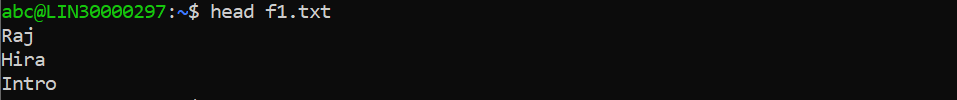 abc@LIN30000297:~$ head f1.txt
Raj
Hira
Intro